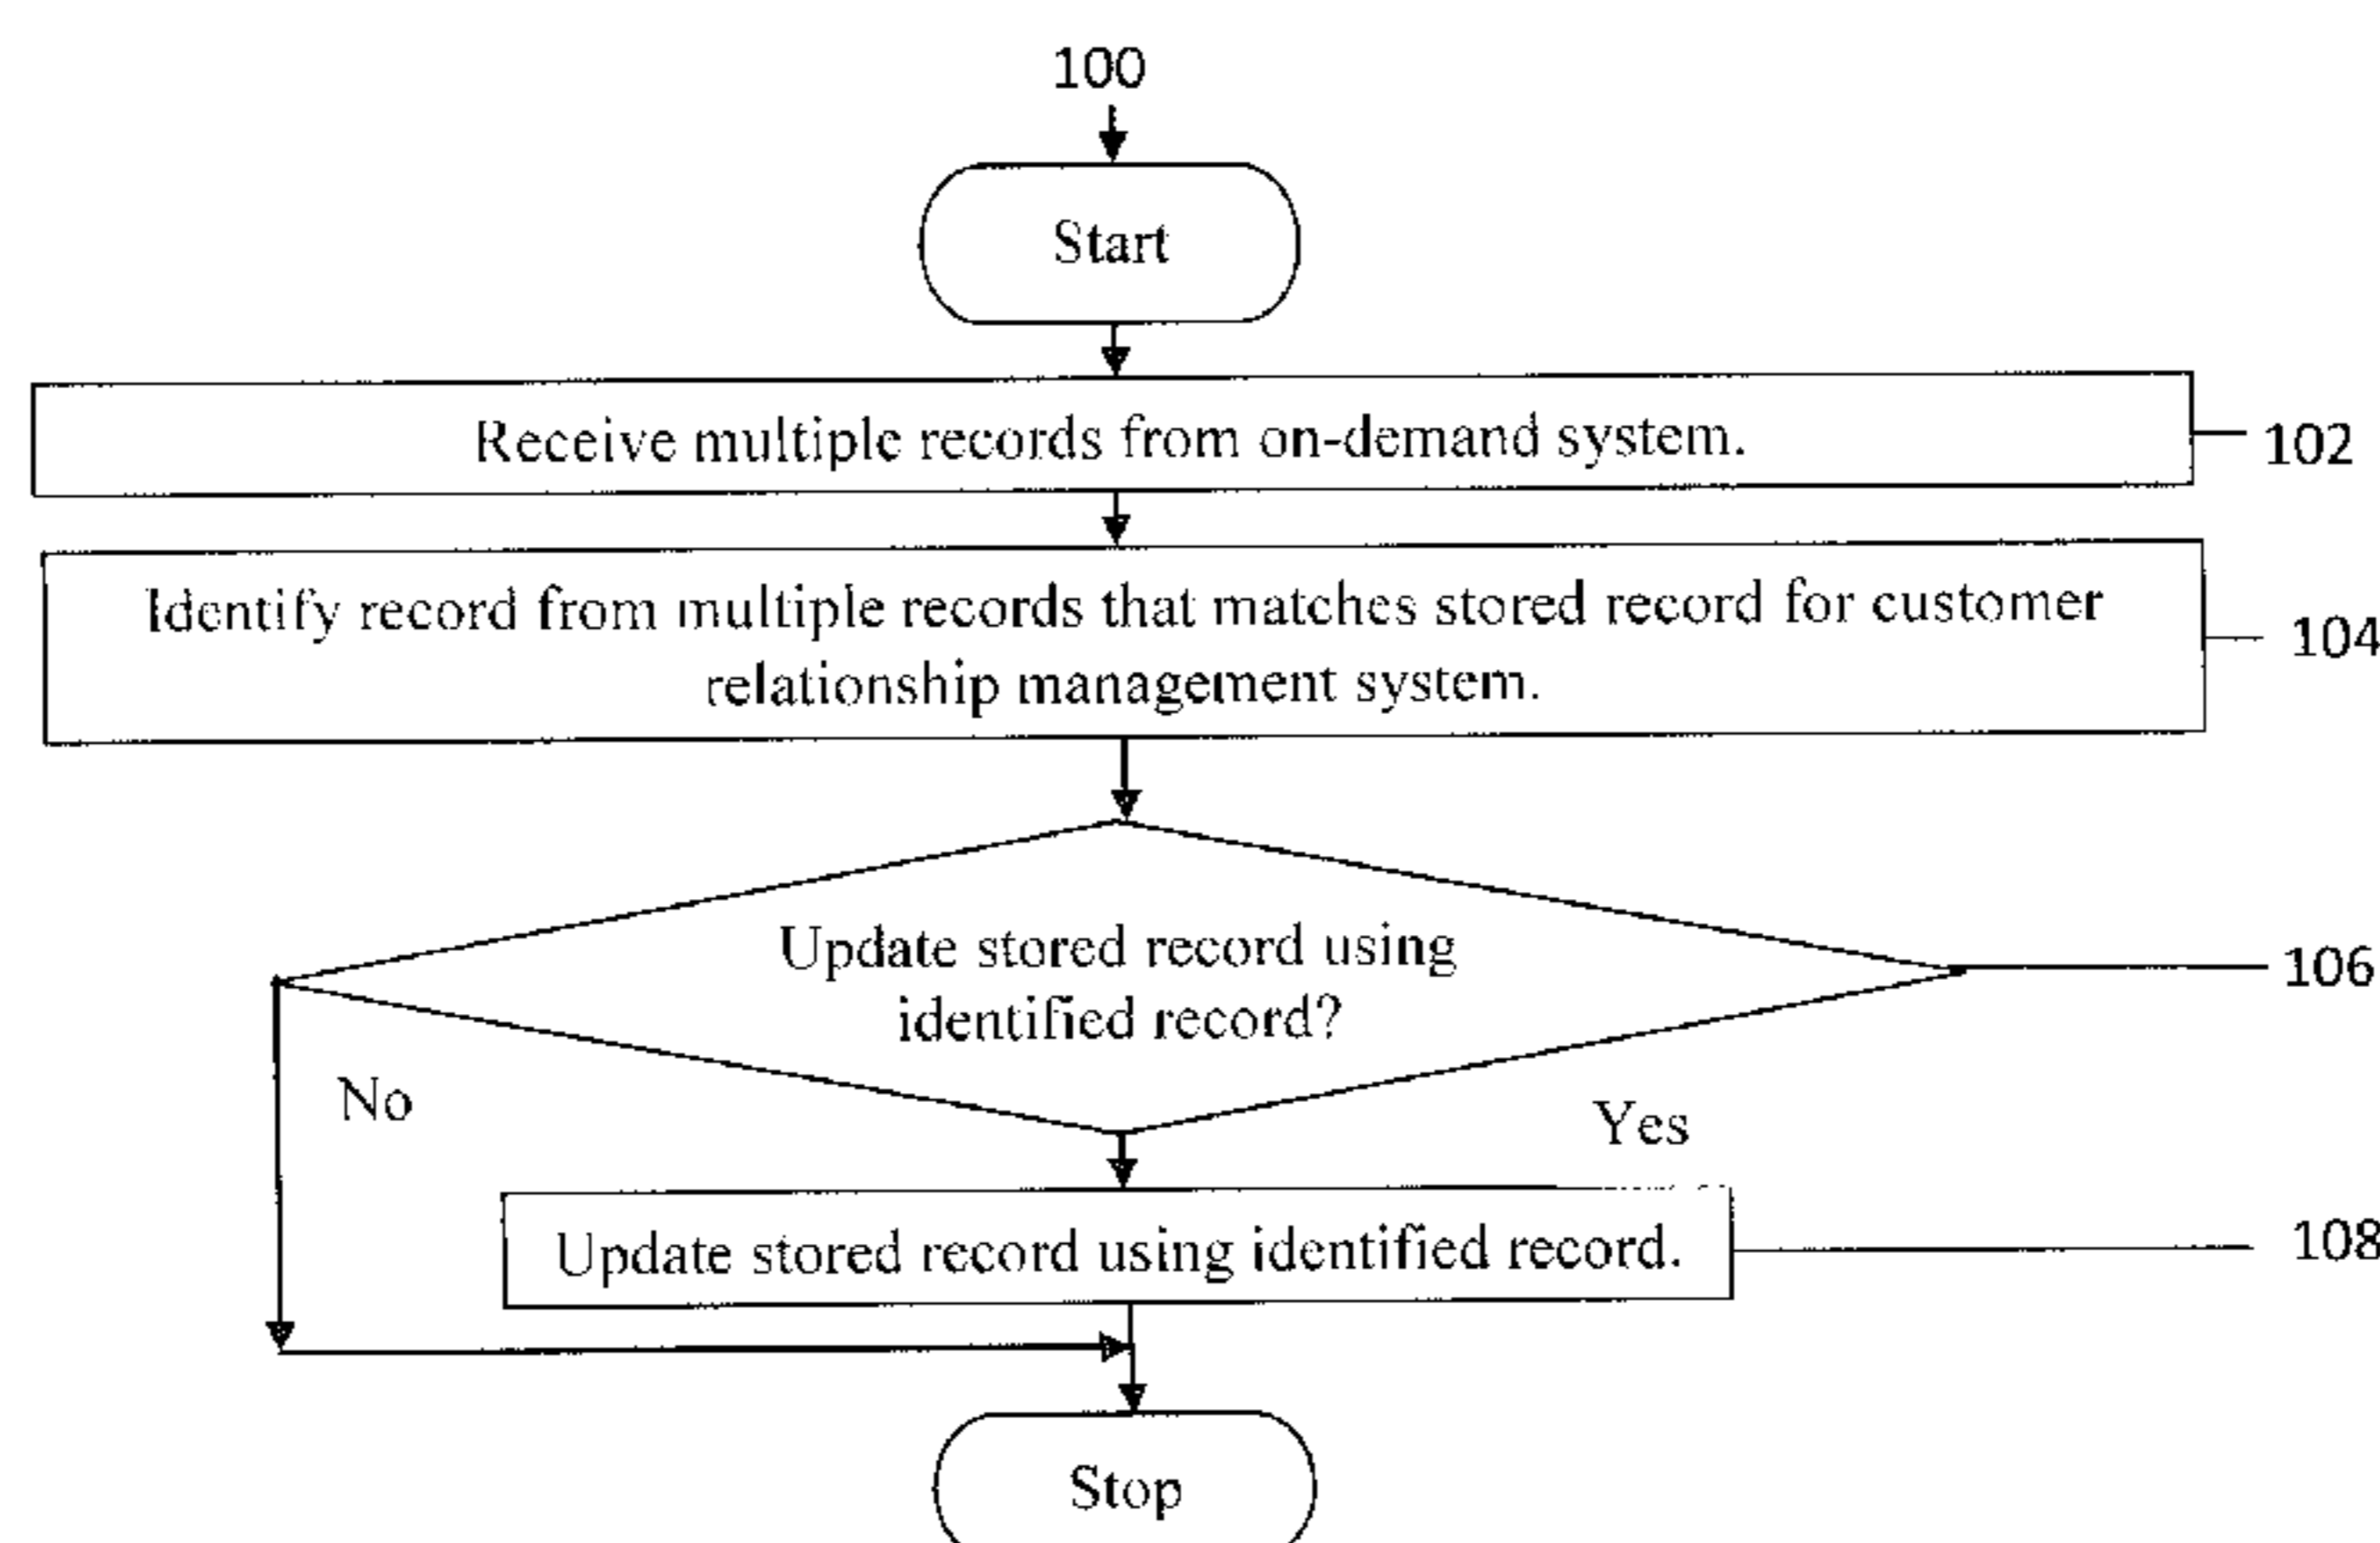 100
Start
Receive multiple records from on-demand system.
102
Identify record from multiple records that matches stored record for customer
relationship management system.
104
Update stored record using
identified record?
106
No
Yes
Update stored record using identified record.
108
Stop